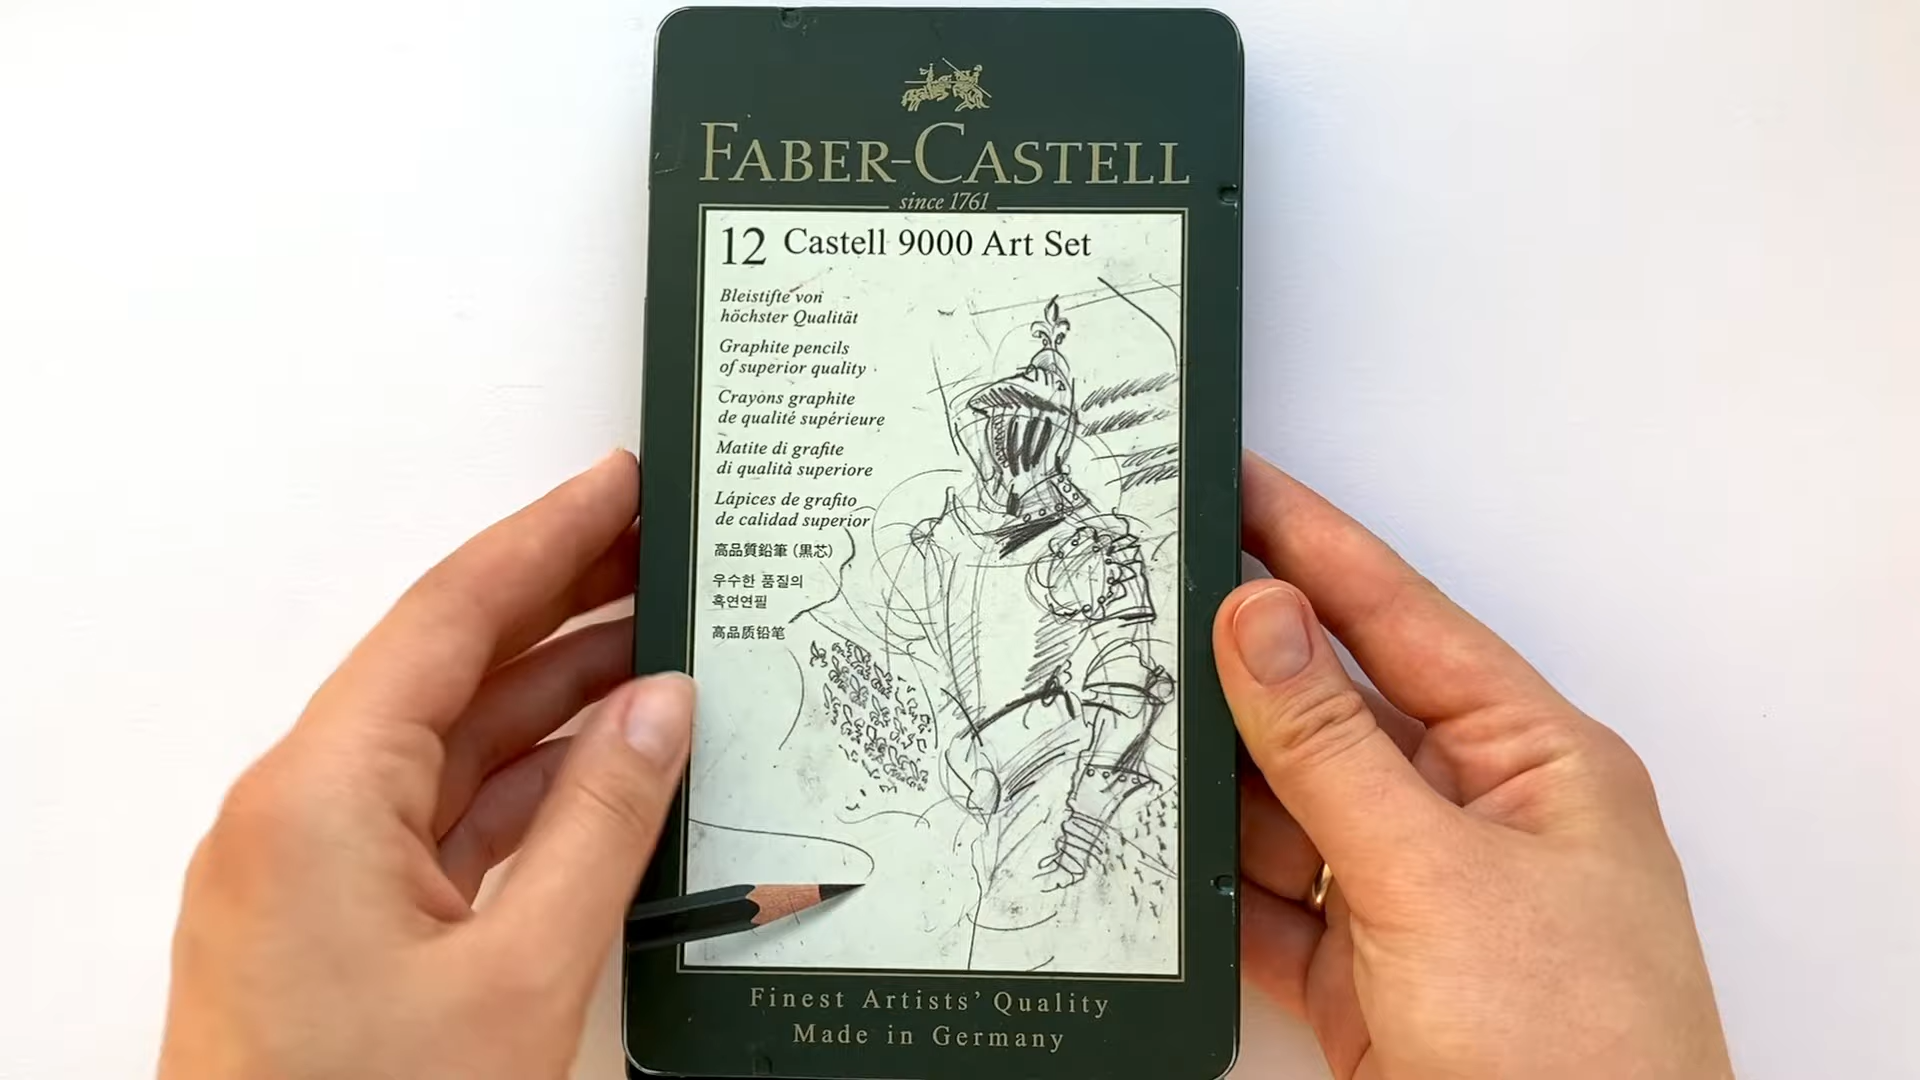 FABER-CASTELL
since 1761
12 Castell 9000 Art Set
Bleistifte von
höchster Qualität
Graphite pencils
of superior quality
Crayons graphite
de qualité supérieure
Matite di grafite
di qualità superiore
Lápices de grafito
de calidad superior
高品質鉛筆 (黒芯)
우수한 품질의
흑연연필
高品质铅笔
Finest Artists' Quality
Made in Germany